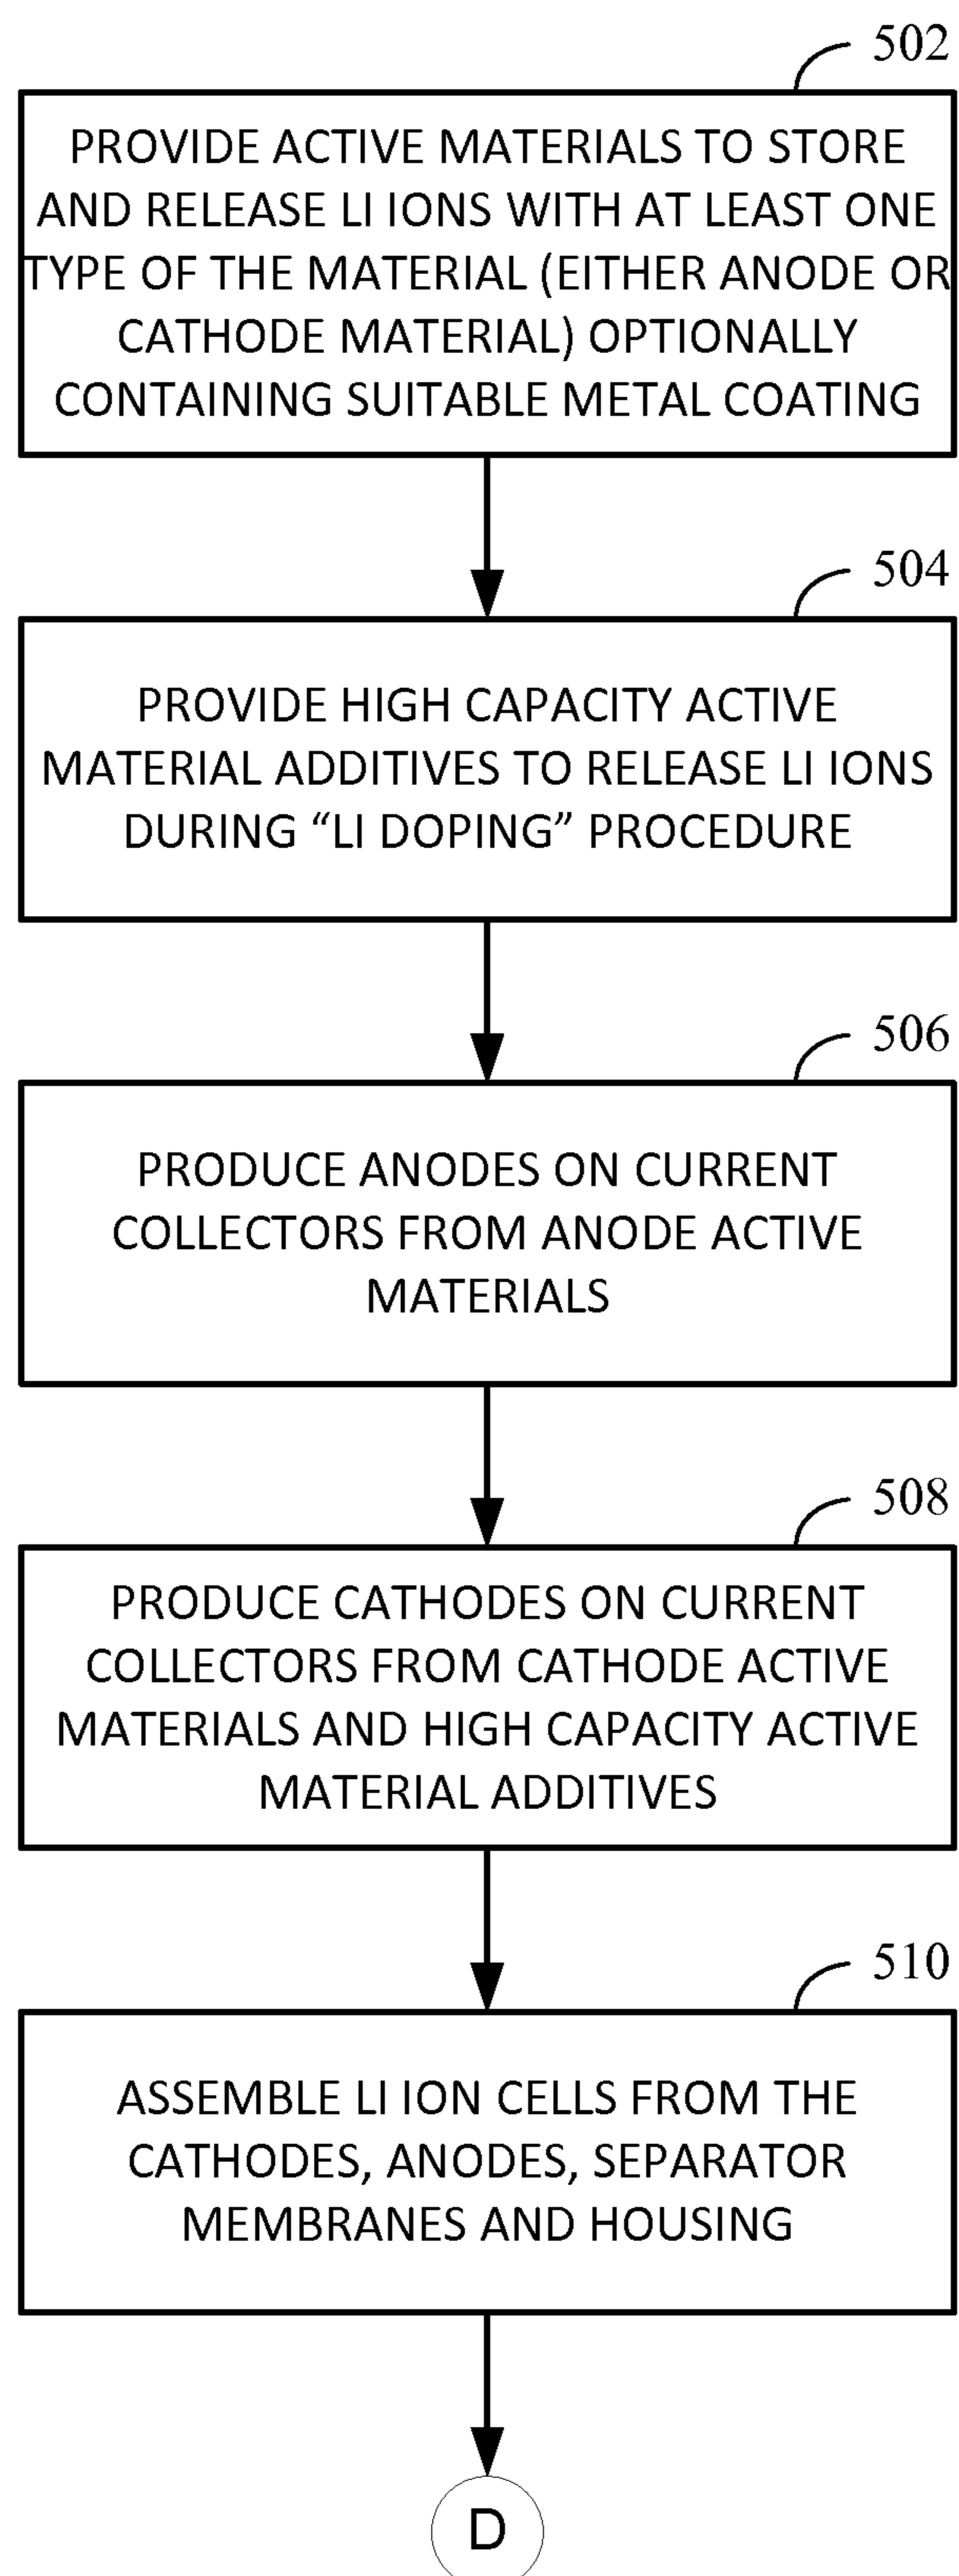 502
PROVIDE ACTIVE MATERIALS TO STORE
AND RELEASE LI IONS WITH AT LEAST ONE
TYPE OF THE MATERIAL (EITHER ANODE OR
CATHODE MATERIAL) OPTIONALLY
CONTAINING SUITABLE METAL COATING
504
PROVIDE HIGH CAPACITY ACTIVE
MATERIAL ADDITIVES TO RELEASE LI IONS
DURING “LI DOPING” PROCEDURE
506
PRODUCE ANODES ON CURRENT
COLLECTORS FROM ANODE ACTIVE
MATERIALS
508
PRODUCE CATHODES ON CURRENT
COLLECTORS FROM CATHODE ACTIVE
MATERIALS AND HIGH CAPACITY ACTIVE
MATERIAL ADDITIVES
510
ASSEMBLE LI ION CELLS FROM THE
CATHODES, ANODES, SEPARATOR
MEMBRANES AND HOUSING
D